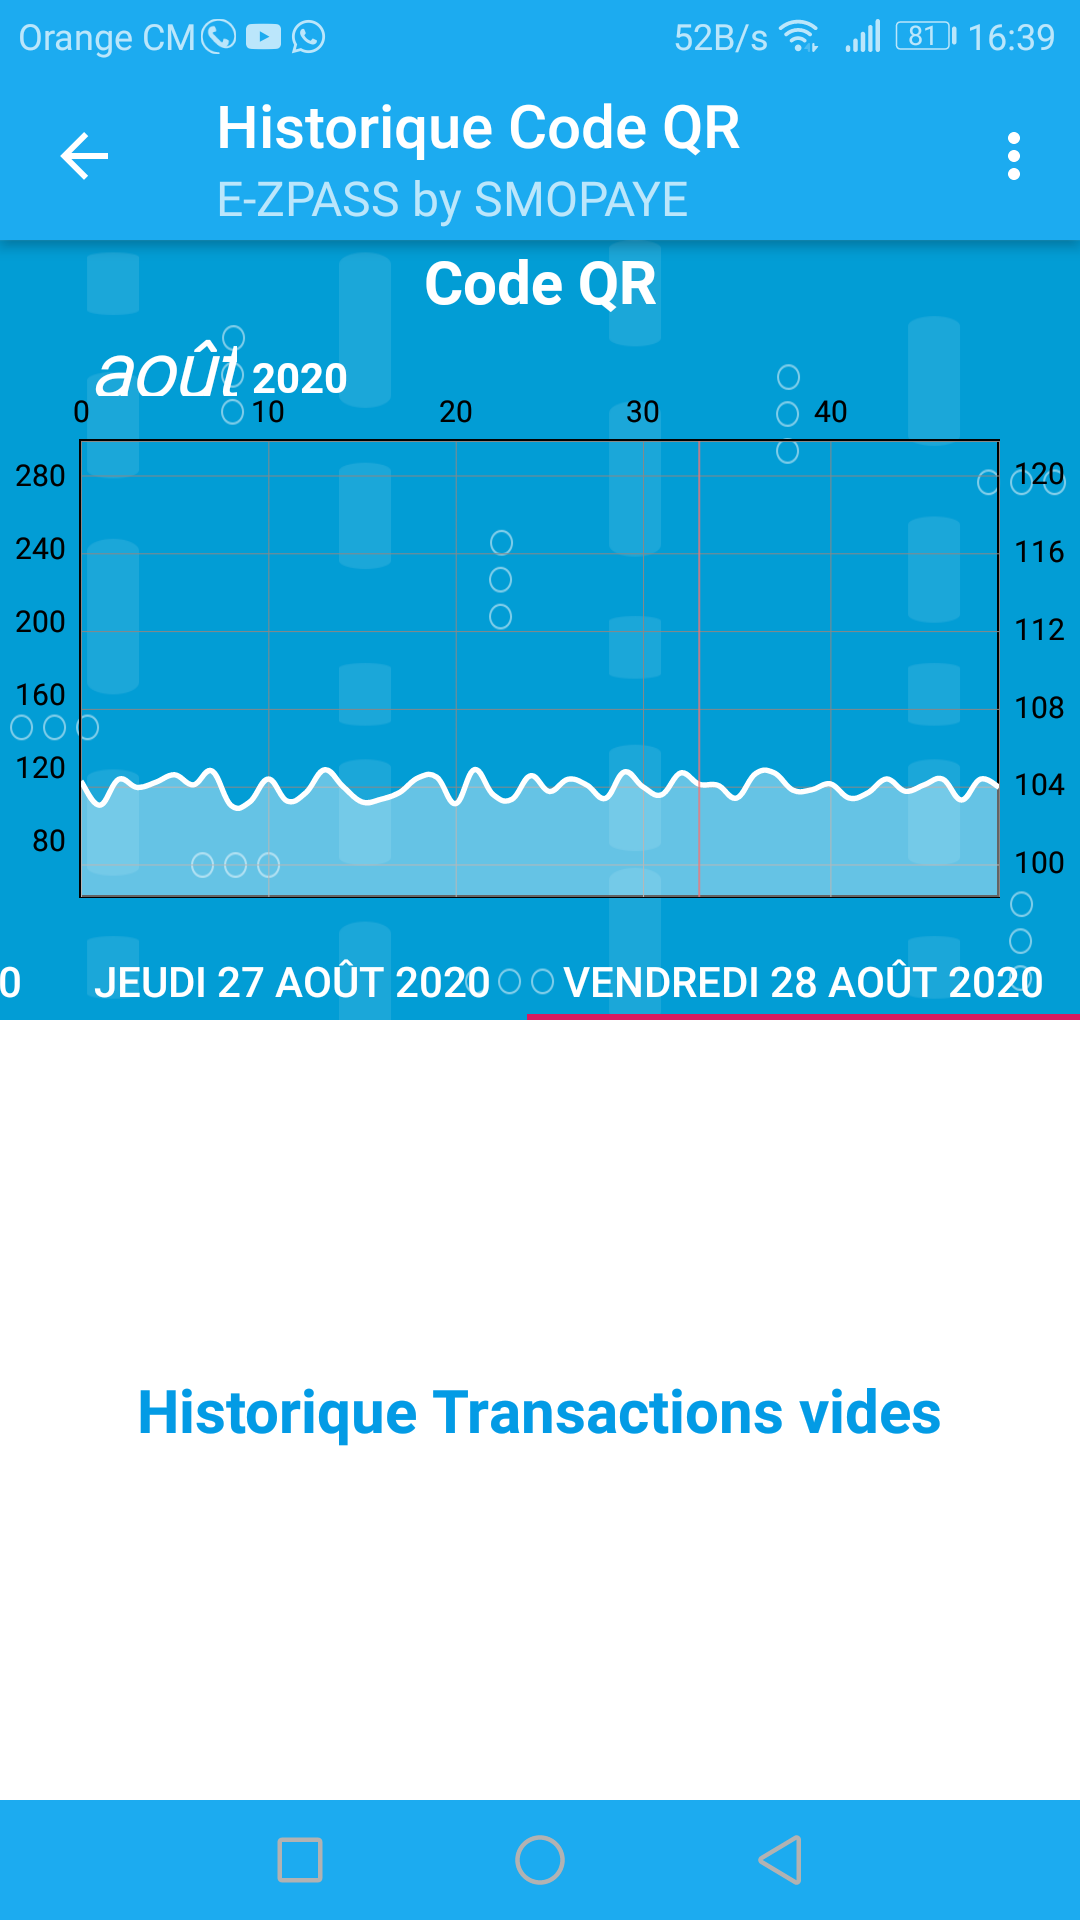 Orange CM 52B/s 81 16:39
Historique Code QR
E-ZPASS by SMOPAYE
Code QR
août 2020
0 10 20 30 40
280 120
240 116
200 112
160 108
120 104
80 100
0 JEUDI 27 AOÛT 2020 VENDREDI 28 AOÛT 2020
Historique Transactions vides